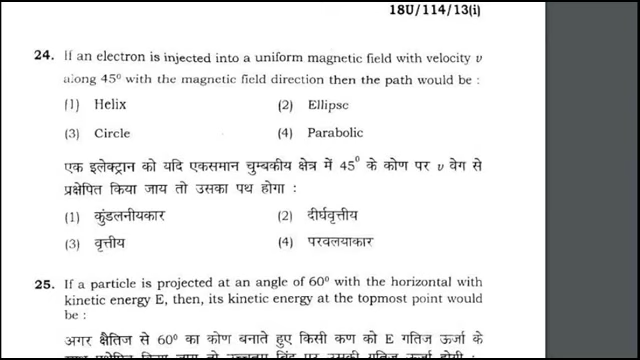 18U/114/13(i)
24. If an electron is injected into a uniform magnetic field with velocity v
along 45⁰ with the magnetic field direction then the path would be :
(1) Helix (2) Ellipse
(3) Circle (4) Parabolic
एक इलेक्ट्रान को यदि एकसमान चुम्बकीय क्षेत्र में 45⁰ के कोण पर v वेग से
प्रक्षेपित किया जाय तो उसका पथ होगा :
(1) कुंडलनीयकार (2) दीर्घवृत्तीय
(3) वृत्तीय (4) परवलयाकार
25. If a particle is projected at an angle of 60⁰ with the horizontal with
kinetic energy E, then, its kinetic energy at the topmost point would
be :
अगर क्षैतिज से 60⁰ का कोण बनाते हुए किसी कण को E गतिज ऊर्जा के